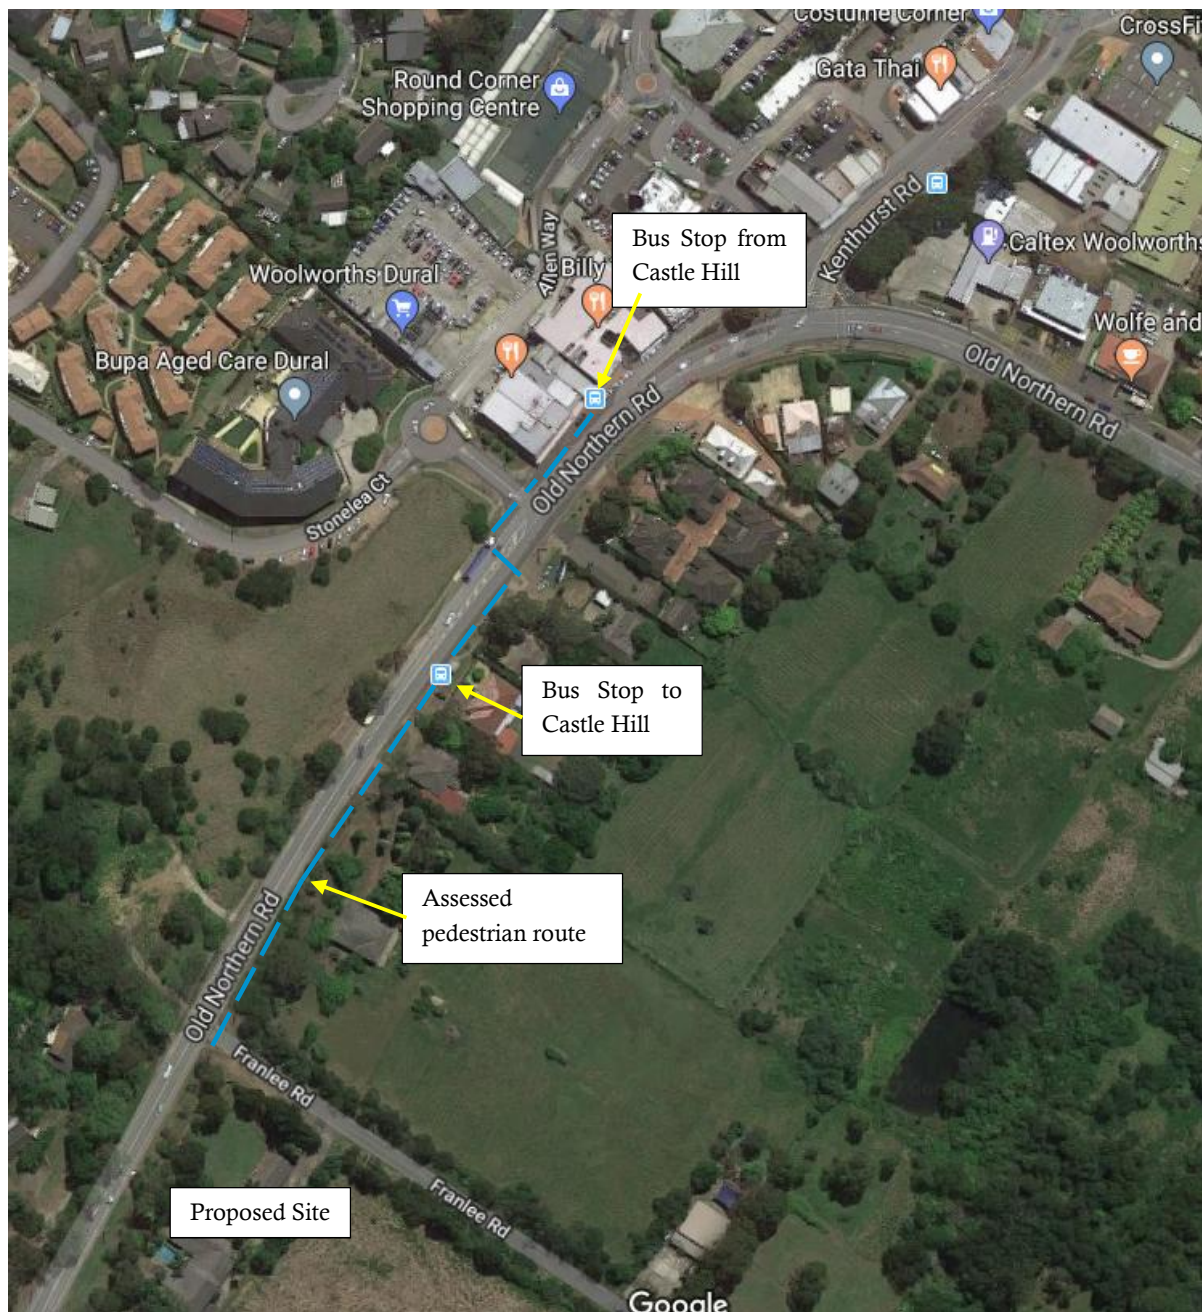 Costume Corner
CrossFi
Gata Thai
Round Corner
Shopping Centre
Kenthurst Rd
Allen Way
Bus Stop from
Castle Hill
Caltex Woolworths
Woolworths Dural
Billy
Wolfe and
Bupa Aged Care Dural
Old Northern Rd
Old Northern Rd
Stonelea Ct
Bus Stop to
Castle Hill
Assessed
pedestrian route
Old Northern Rd
Franlee Rd
Franlee Rd
Proposed Site
Google